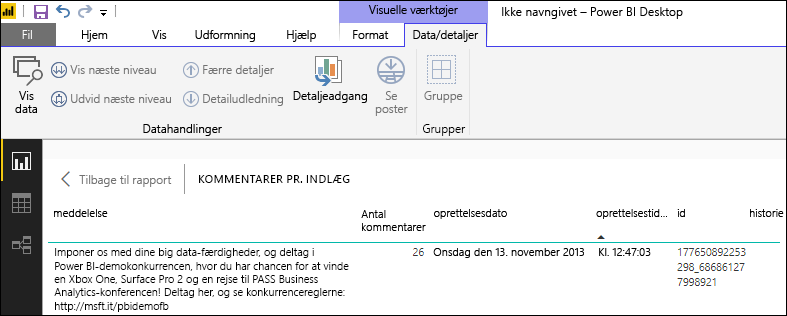 Visuelle værktøjer
Ikke navngivet – Power BI Desktop
Fil Hjem Vis Udformning Hjælp Format Data/detaljer
Vis data
Vis næste niveau
Udvid næste niveau
Færre detaljer
Detailudledning
Detaljeadgang
Se poster
Gruppe
Datahandlinger
Grupper
Tilbage til rapport
KOMMENTARER PR. INDLÆG
meddelelse
Antal kommentarer
oprettelsesdato
oprettelsestid...
id
historie
Imponer os med dine big data-færdigheder, og deltag i
Power BI-demokonkurrencen, hvor du har chancen for at vinde
en Xbox One, Surface Pro 2 og en rejse til PASS Business
Analytics-konferencen! Deltag her, og se konkurrencereglerne:
http://msft.it/pbidemofb
26
Onsdag den 13. november 2013
Kl. 12:47:03
177650892253
298_68686127
7998921